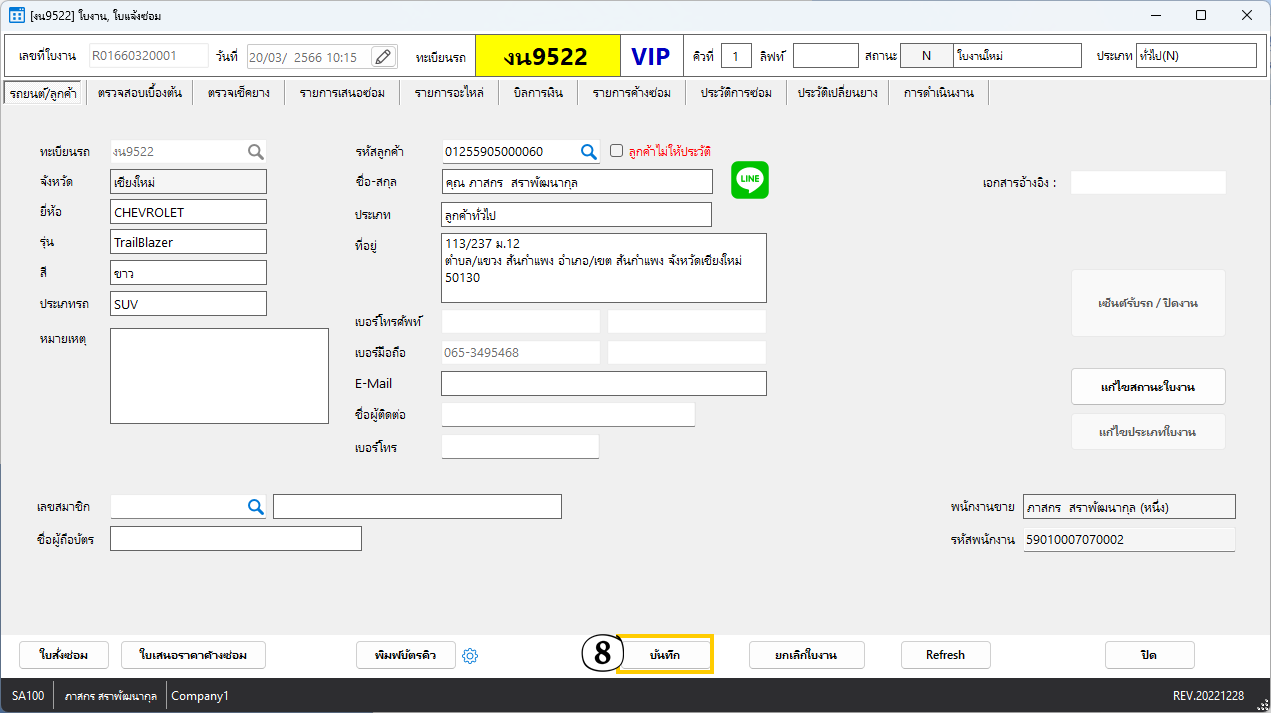 [งน9522] ใบงาน, ใบแจ้งซ่อม
เลขที่ใบงาน R01660320001 วันที่ 20/03/ 2566 10:15 ทะเบียนรถ งน9522 VIP คิวที่ 1 ลิฟท์ สถานะ N ใบงานใหม่ ประเภท ทั่วไป(N)
รถยนต์/ลูกค้า ตรวจสอบเบื้องต้น ตรวจเช็คยาง รายการเสนอซ่อม รายการอะไหล่ บิลการเงิน รายการค้างซ่อม ประวัติการซ่อม ประวัติเปลี่ยนยาง การดำเนินงาน
ทะเบียนรถ งน9522 รหัสลูกค้า 01255905000060 ลูกค้าไม่ให้ประวัติ
จังหวัด เชียงใหม่ ชื่อ-สกุล คุณ ภาสกร สราพัฒนากุล LINE เอกสารอ้างอิง :
ยี่ห้อ CHEVROLET ประเภท ลูกค้าทั่วไป
รุ่น TrailBlazer ที่อยู่ 113/237 ม.12
ตำบล/แขวง สันกำแพง อำเภอ/เขต สันกำแพง จังหวัดเชียงใหม่
50130
สี ขาว
ประเภทรถ SUV เซ็นต์รับรถ / ปิดงาน
หมายเหตุ เบอร์โทรศัพท์
เบอร์มือถือ 065-3495468
E-Mail แก้ไขสถานะใบงาน
ชื่อผู้ติดต่อ
แก้ไขประเภทใบงาน
เบอร์โทร
เลขสมาชิก พนักงานขาย ภาสกร สราพัฒนากุล (หนึ่ง)
ชื่อผู้ถือบัตร รหัสพนักงาน 59010007070002
ใบสั่งซ่อม ใบเสนอราคาค้างซ่อม พิมพ์บัตรคิว 8 บันทึก ยกเลิกใบงาน Refresh ปิด
SA100 ภาสกร สราพัฒนากุล Company1 REV.20221228